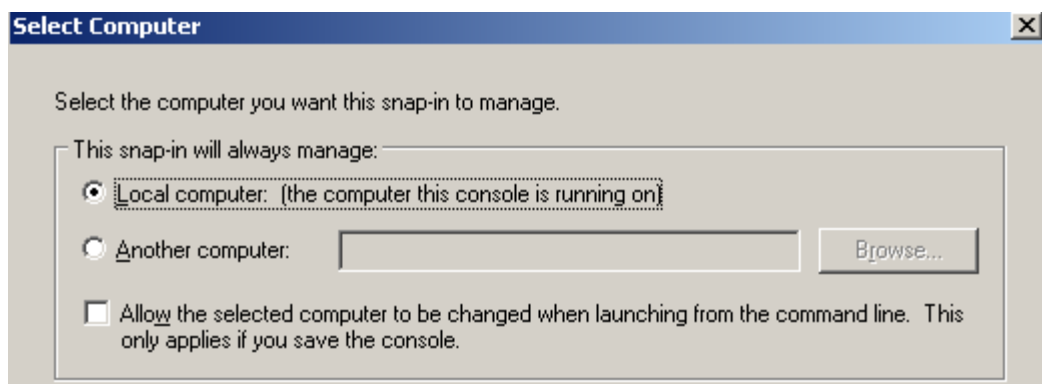 Select Computer
Select the computer you want this snap-in to manage.
This snap-in will always manage:
Local computer:  (the computer this console is running on)
Another computer:
Browse...
Allow the selected computer to be changed when launching from the command line.  This
only applies if you save the console.